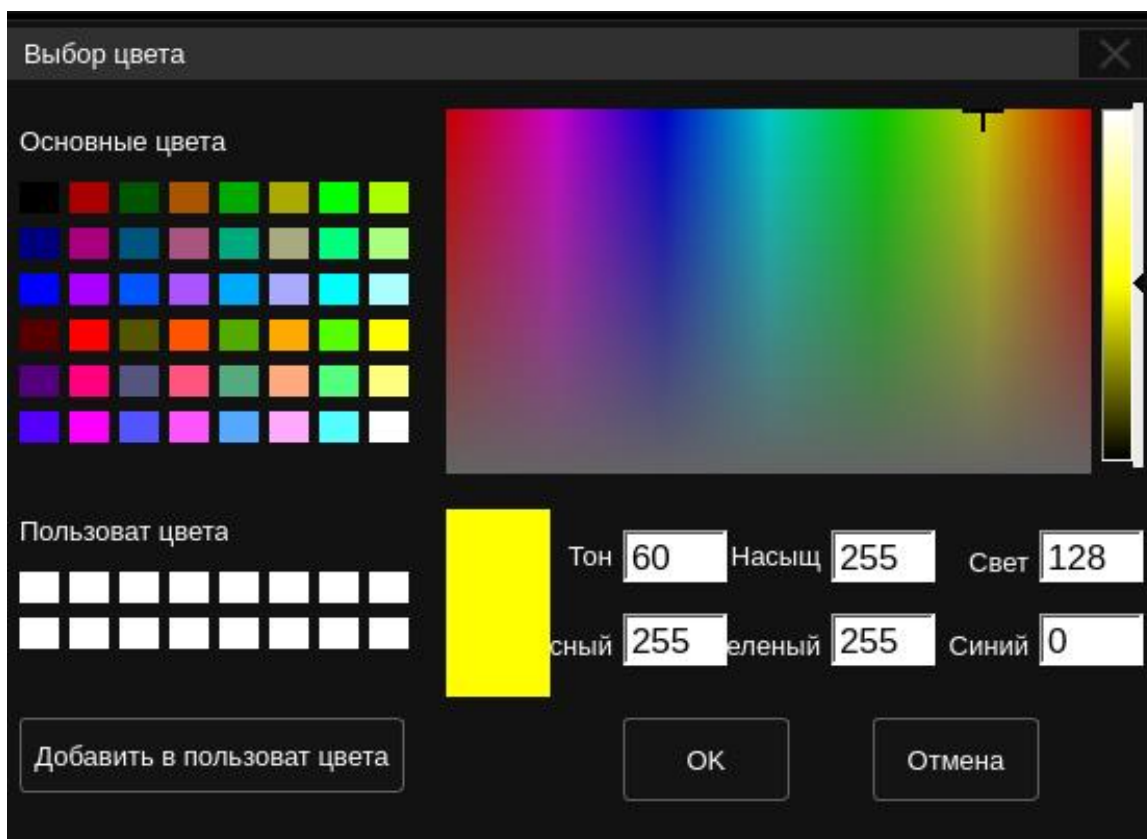 Выбор цвета
Основные цвета
Пользоват цвета
Тон 60 Насыщ 255 Свет 128
сный 255 еленый 255 Синий 0
Добавить в пользоват цвета
OK
Отмена